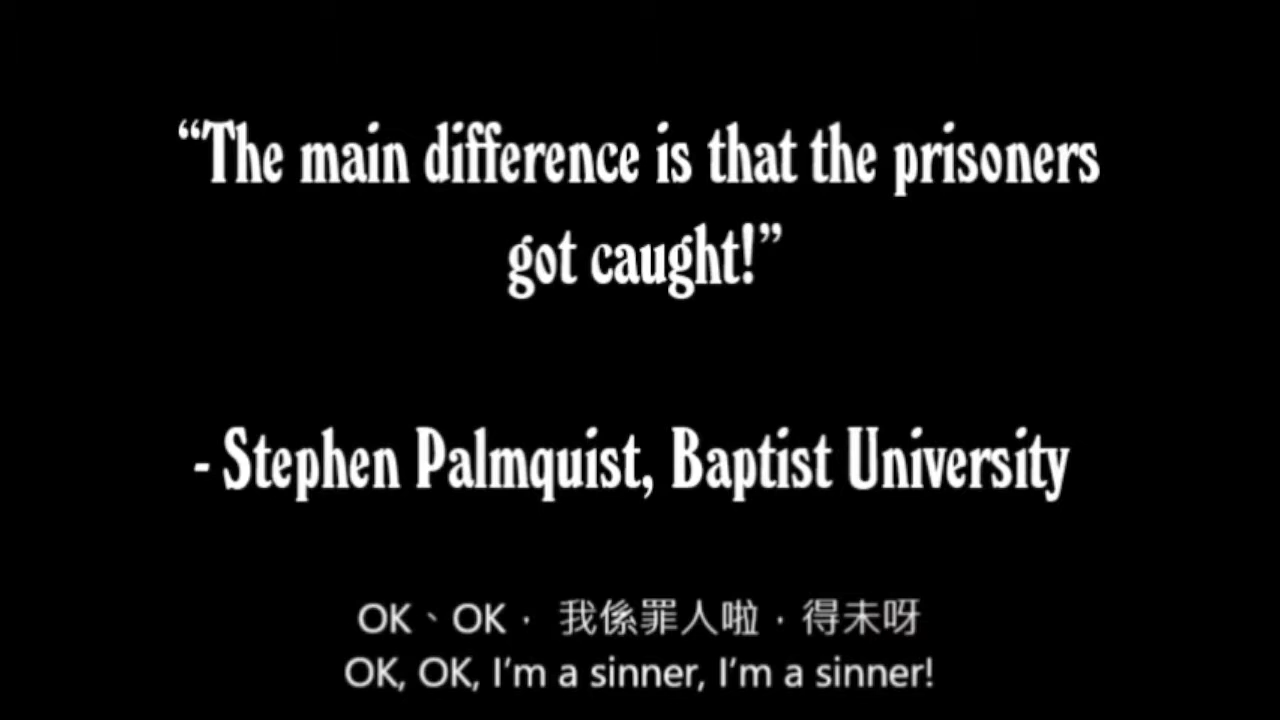 “The main difference is that the prisoners
got caught!”
- Stephen Palmquist, Baptist University
OK、OK， 我係罪人啦，得未呀
OK, OK, I'm a sinner, I'm a sinner!